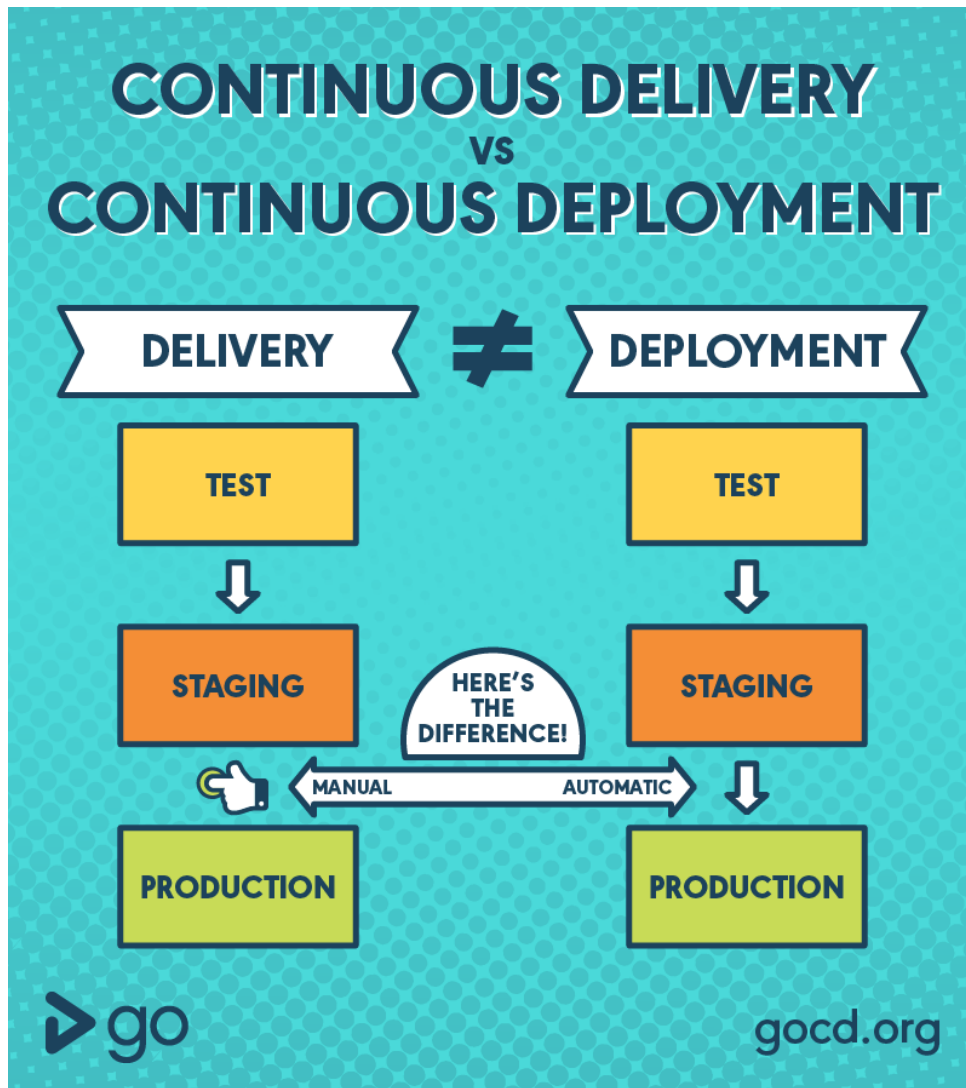 CONTINUOUS DELIVERY
VS
CONTINUOUS DEPLOYMENT
DELIVERY
≠
DEPLOYMENT
TEST
TEST
STAGING
HERE'S
THE
DIFFERENCE!
STAGING
MANUAL
AUTOMATIC
PRODUCTION
PRODUCTION
go
gocd.org